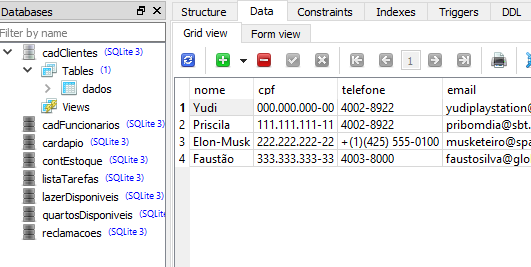 Databases
Filter by name
cadClientes (SQLite 3)
Tables (1)
dados
Views
cadFuncionarios (SQLite 3)
cardapio (SQLite 3)
contEstoque (SQLite 3)
listaTarefas (SQLite 3)
lazerDisponiveis (SQLite 3)
quartosDisponiveis (SQLite 3)
reclamacoes (SQLite 3)
Structure Data Constraints Indexes Triggers DDL
Grid view Form view
1
nome cpf telefone email
1 Yudi 000.000.000-00 4002-8922 yudiplaystation@
2 Priscila 111.111.111-11 4002-8922 pribomdia@sbt.
3 Elon-Musk 222.222.222-22 +(1)(425) 555-0100 musketeiro@spa
4 Faustão 333.333.333-33 4003-8000 faustosilva@glo